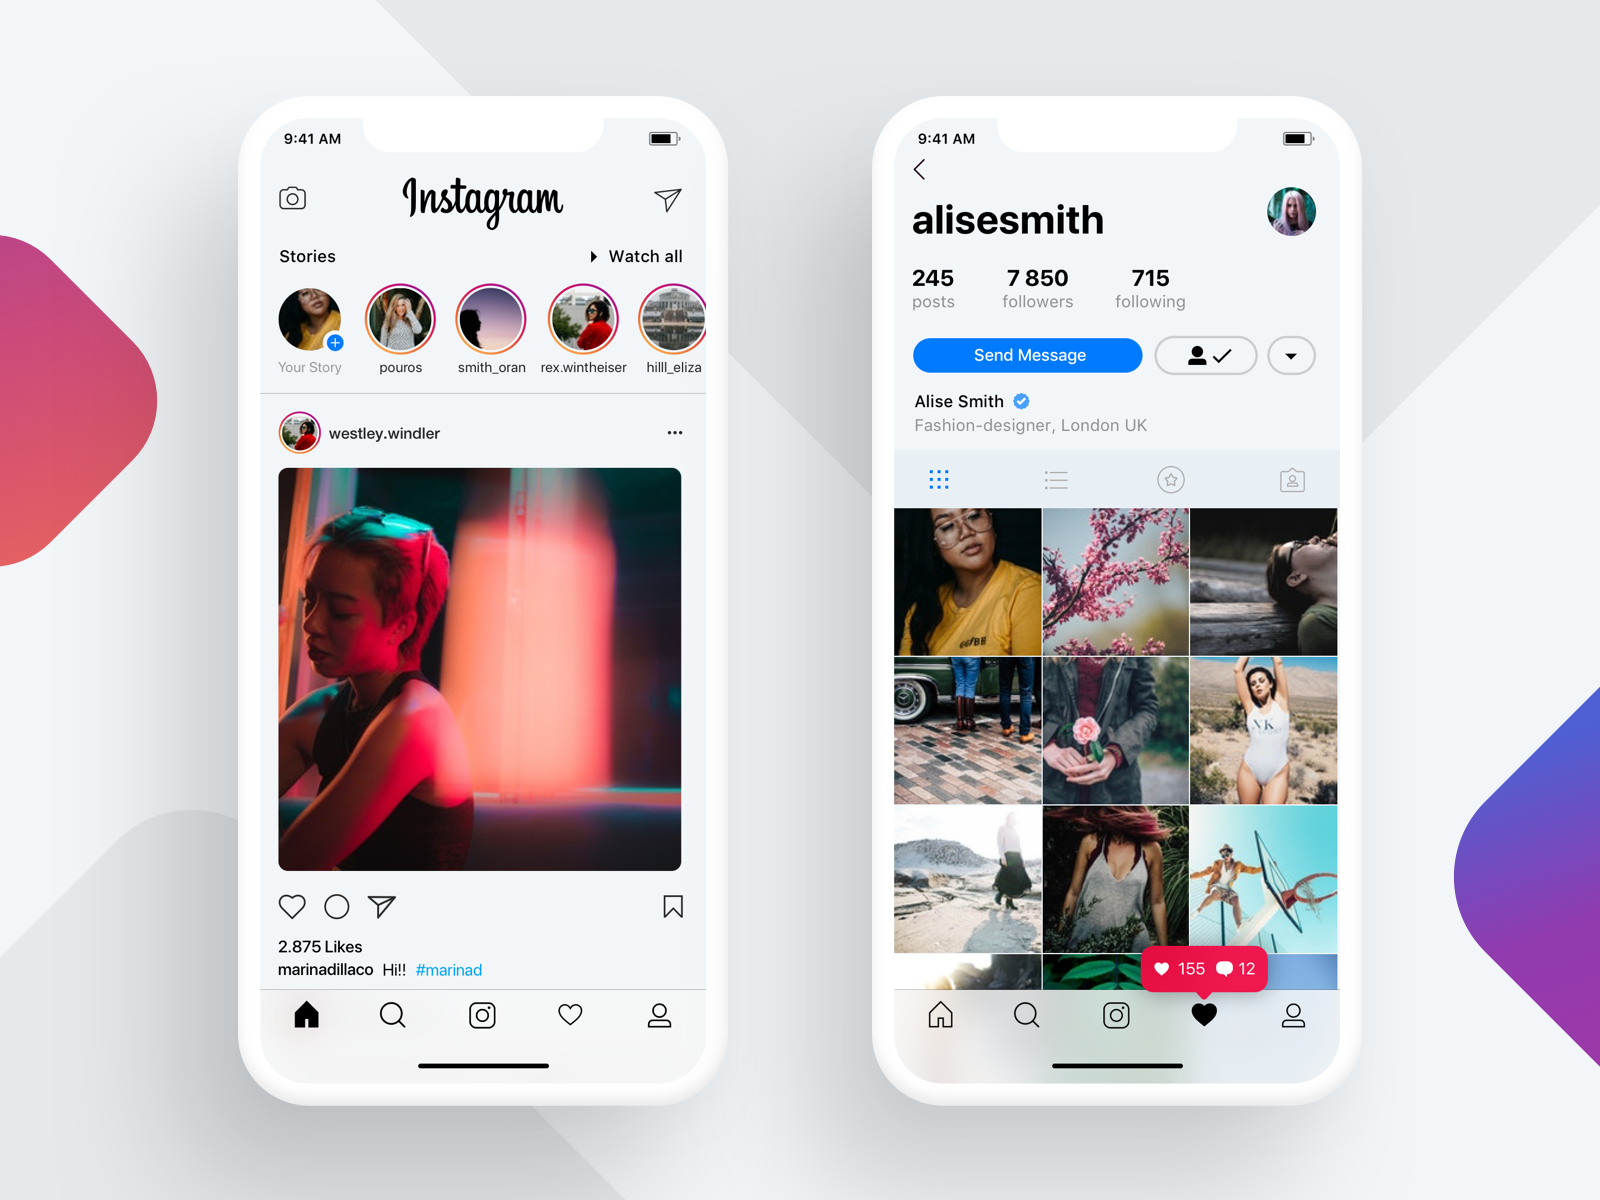 9:41 AM
Instagram
Stories
Watch all
Your Story
pouros
smith_oran
rex.wintheiser
hilll_eliza
westley.windler
2.875 Likes
marinadillaco Hi!! #marinad
9:41 AM
alisesmith
245 7 850 715
posts followers following
Send Message
Alise Smith
Fashion-designer, London UK
VK
155 12